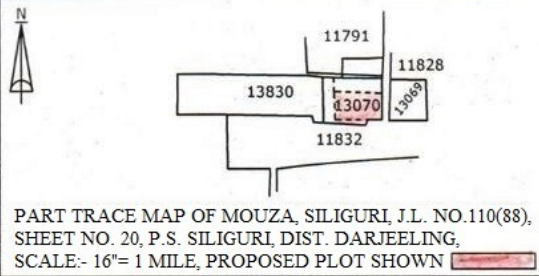 N
11791
11828
13830
13070
13069
11832
PART TRACE MAP OF MOUZA, SILIGURI, J.L. NO.110(88),
SHEET NO. 20, P.S. SILIGURI, DIST. DARJEELING,
SCALE:- 16"= 1 MILE, PROPOSED PLOT SHOWN